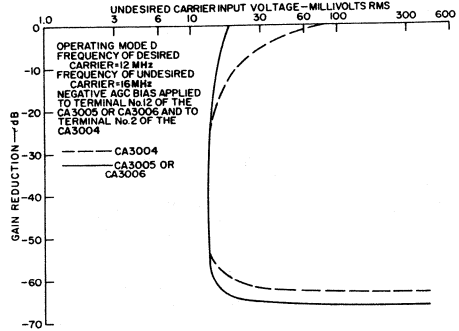 UNDESIRED CARRIER INPUT VOLTAGE—MILLIVOLTS RMS
1.0 3 6 10 30 60 100 300 600
0
-10
-20
-30
-40
-50
-60
-70
GAIN REDUCTION—dB
OPERATING MODE D
FREQUENCY OF DESIRED
CARRIER=12 MHz
FREQUENCY OF UNDESIRED
CARRIER=16MHz
NEGATIVE AGC BIAS APPLIED
TO TERMINAL No.12 OF THE
CA3005 OR CA3006 AND TO
TERMINAL No.2 OF THE
CA3004
CA3004
CA3005 OR
CA3006